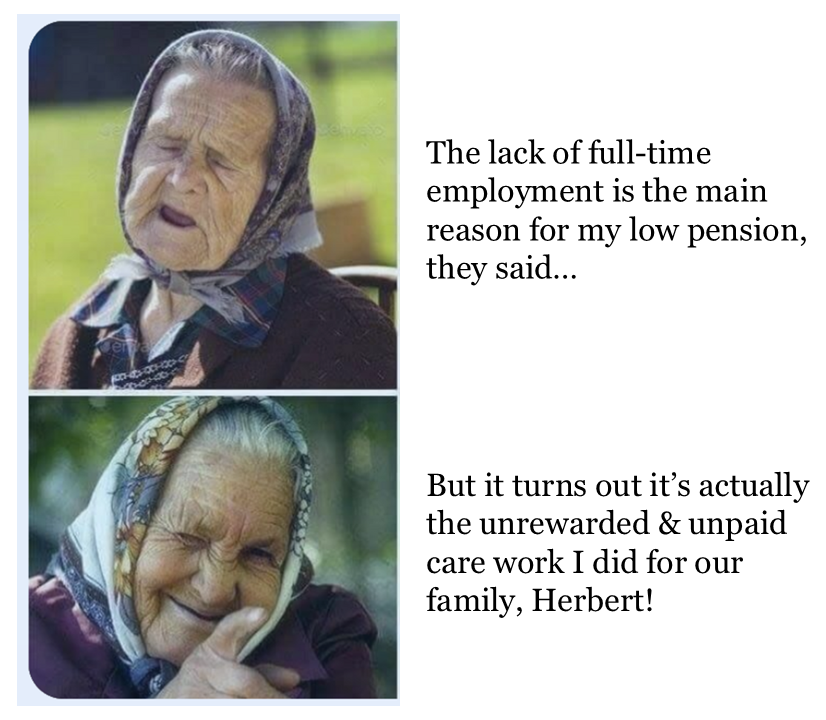 The lack of full-time
employment is the main
reason for my low pension,
they said...
But it turns out it’s actually
the unrewarded & unpaid
care work I did for our
family, Herbert!